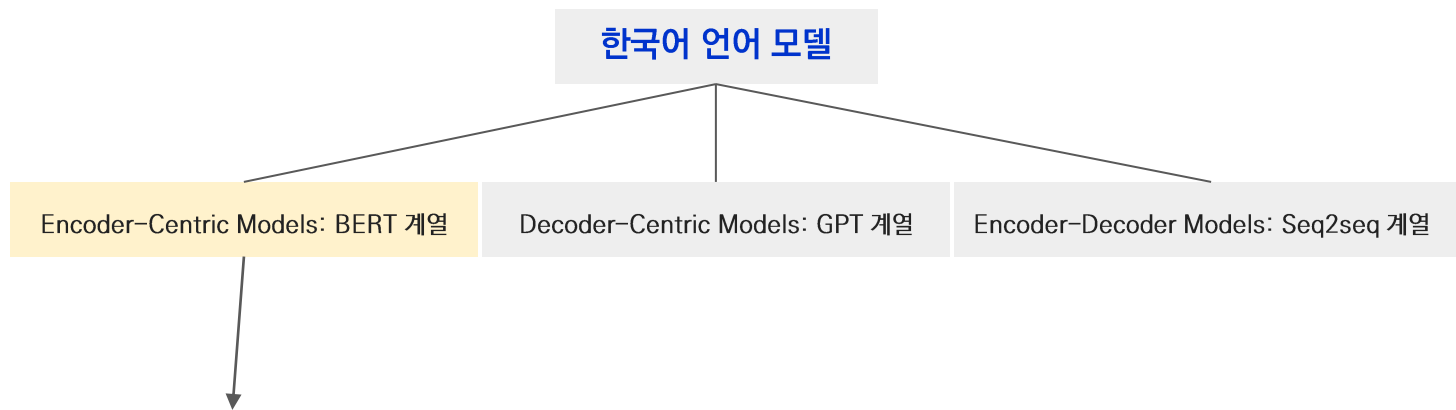 한국어 언어 모델
Encoder-Centric Models: BERT 계열
Decoder-Centric Models: GPT 계열
Encoder-Decoder Models: Seq2seq 계열